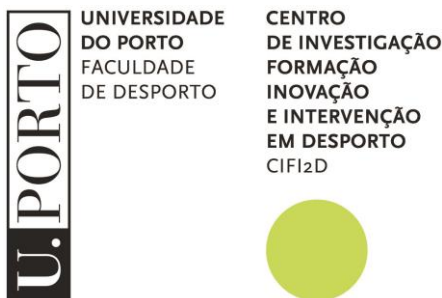 U. PORTO
UNIVERSIDADE
DO PORTO
FACULDADE
DE DESPORTO
CENTRO
DE INVESTIGAÇÃO
FORMAÇÃO
INOVAÇÃO
E INTERVENÇÃO
EM DESPORTO
CIFI2D